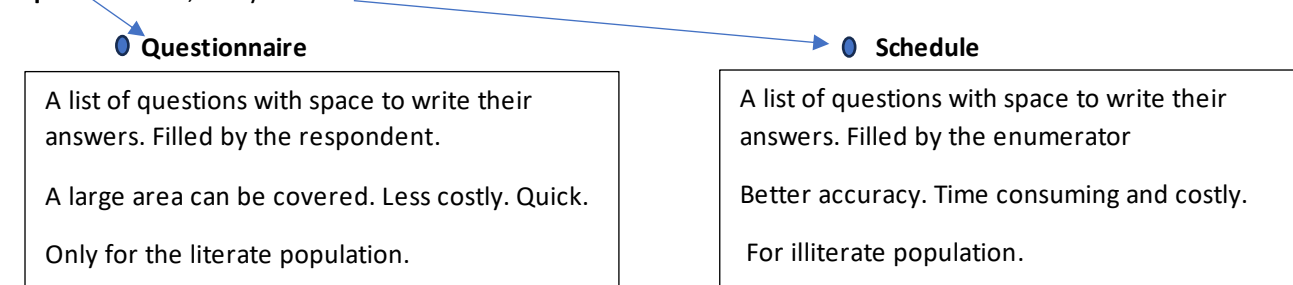 Questionnaire
Schedule
A list of questions with space to write their
answers. Filled by the respondent.
A large area can be covered. Less costly. Quick.
Only for the literate population.
A list of questions with space to write their
answers. Filled by the enumerator
Better accuracy. Time consuming and costly.
For illiterate population.